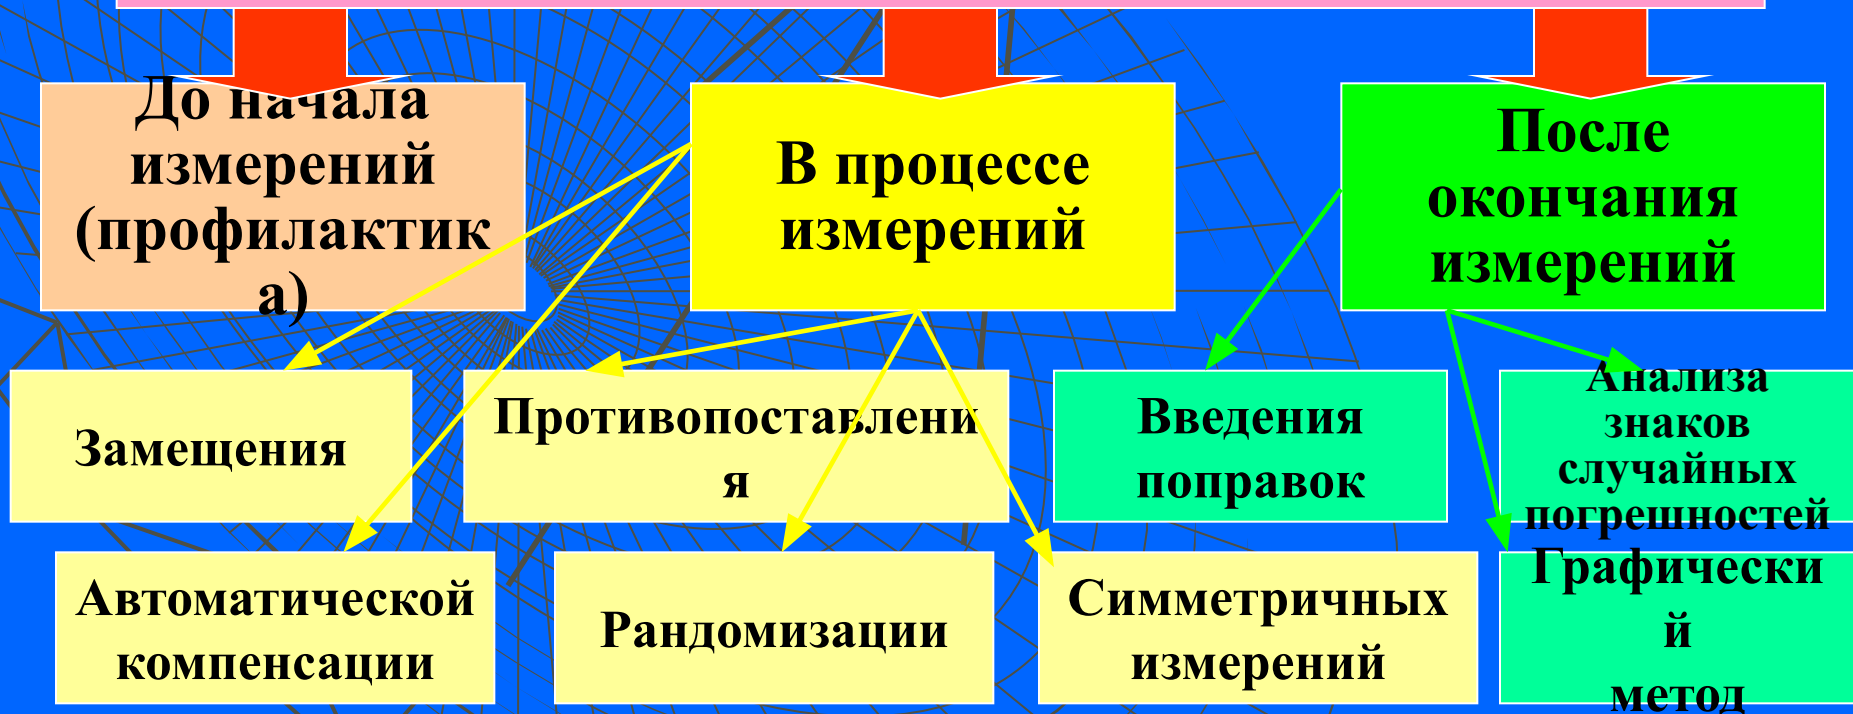 До начала
измерений
(профилактик
а)
В процессе
измерений
После
окончания
измерений
Замещения
Противопоставлени
я
Введения
поправок
Анализа
знаков
случайных
погрешностей
Автоматической
компенсации
Рандомизации
Симметричных
измерений
Графически
й
метод